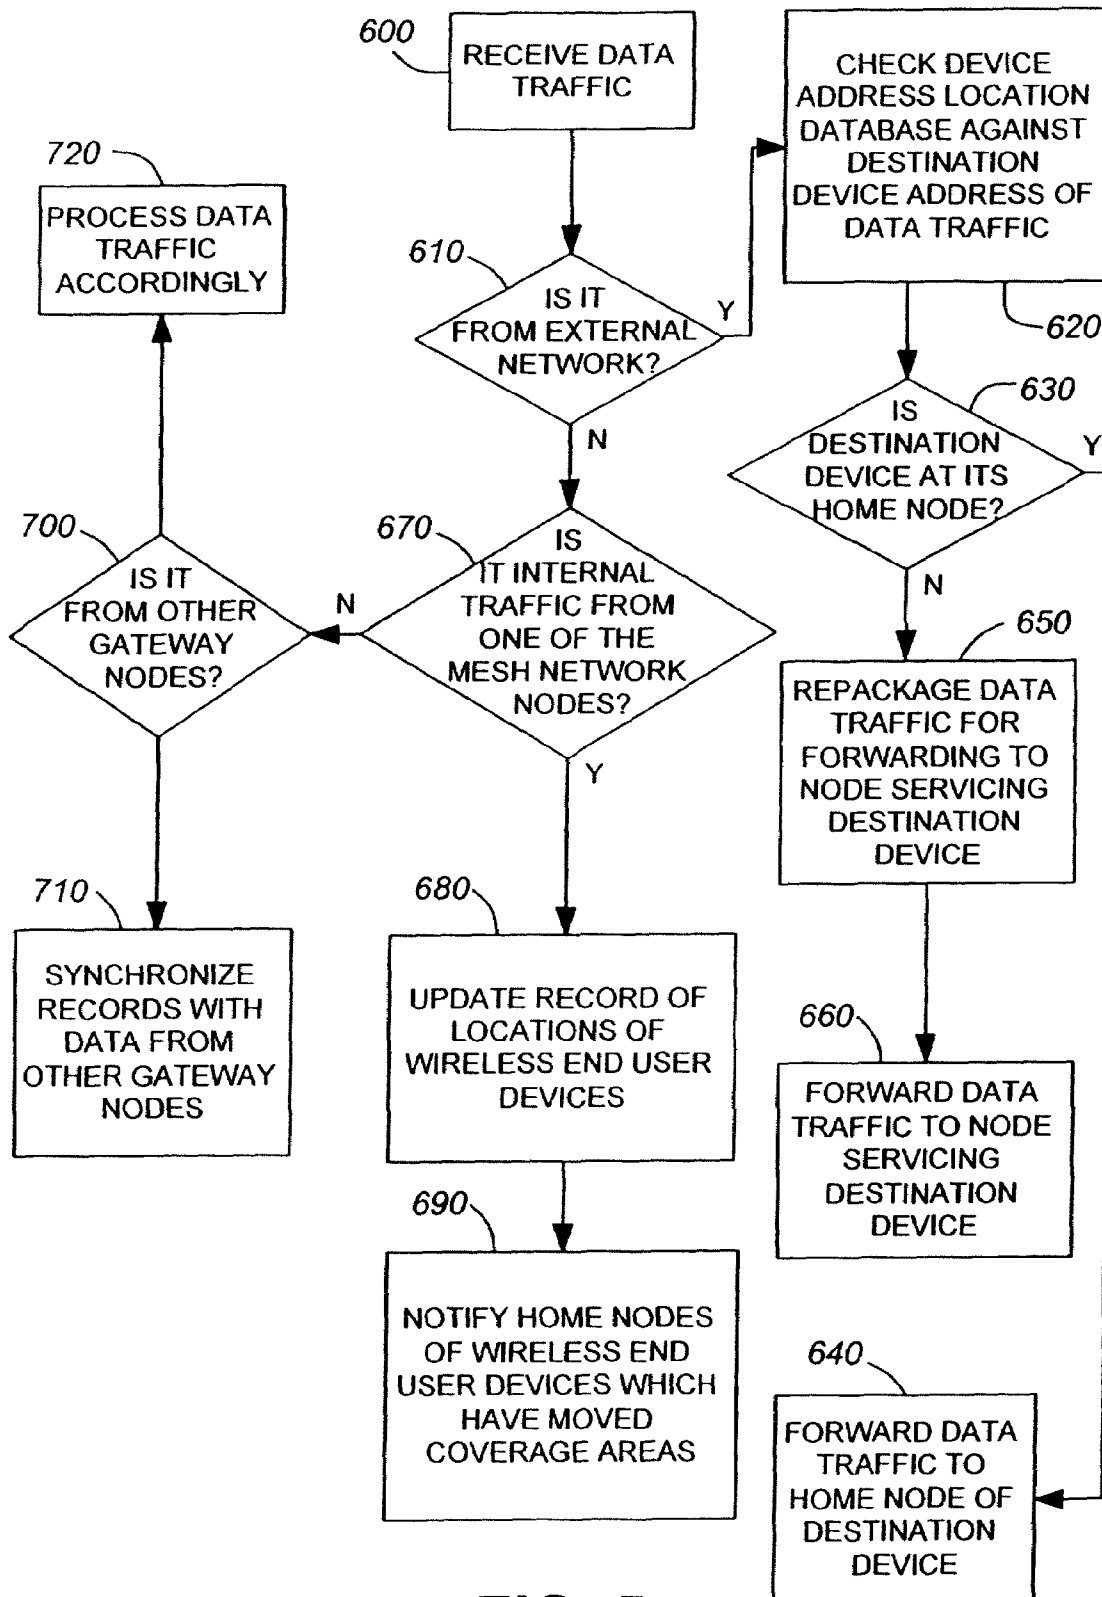 600
RECEIVE DATA
TRAFFIC
610
IS IT
FROM EXTERNAL
NETWORK?
Y
N
CHECK DEVICE
ADDRESS LOCATION
DATABASE AGAINST
DESTINATION
DEVICE ADDRESS OF
DATA TRAFFIC
620
630
IS
DESTINATION
DEVICE AT ITS
HOME NODE?
Y
N
650
REPACKAGE DATA
TRAFFIC FOR
FORWARDING TO
NODE SERVICING
DESTINATION
DEVICE
660
FORWARD DATA
TRAFFIC TO NODE
SERVICING
DESTINATION
DEVICE
640
FORWARD DATA
TRAFFIC TO
HOME NODE OF
DESTINATION
DEVICE
670
IS
IT INTERNAL
TRAFFIC FROM
ONE OF THE
MESH NETWORK
NODES?
N
Y
680
UPDATE RECORD OF
LOCATIONS OF
WIRELESS END USER
DEVICES
690
NOTIFY HOME NODES
OF WIRELESS END
USER DEVICES WHICH
HAVE MOVED
COVERAGE AREAS
700
IS IT
FROM OTHER
GATEWAY
NODES?
720
PROCESS DATA
TRAFFIC
ACCORDINGLY
710
SYNCHRONIZE
RECORDS WITH
DATA FROM
OTHER GATEWAY
NODES